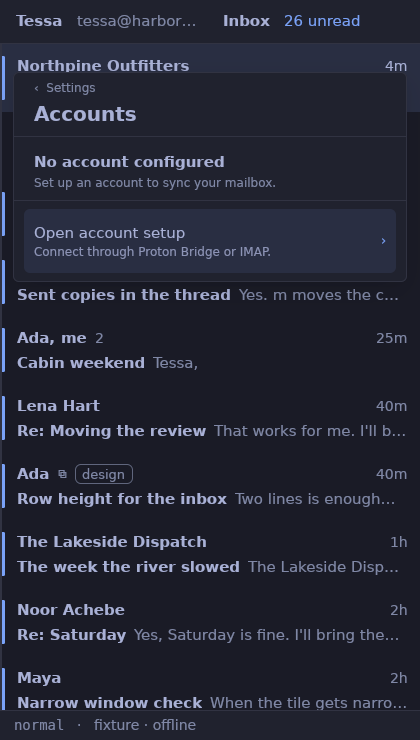 Tessa tessa@harbor… Inbox 26 unread
Northpine Outfitters 4m
‹ Settings
Accounts
No account configured
Set up an account to sync your mailbox.
Open account setup ›
Connect through Proton Bridge or IMAP.
Sent copies in the thread Yes. m moves the c…
Ada, me 2 25m
Cabin weekend Tessa,
Lena Hart 40m
Re: Moving the review That works for me. I'll b…
Ada design 40m
Row height for the inbox Two lines is enough…
The Lakeside Dispatch 1h
The week the river slowed The Lakeside Disp…
Noor Achebe 2h
Re: Saturday Yes, Saturday is fine. I'll bring the…
Maya 2h
Narrow window check When the tile gets narro…
normal · fixture · offline